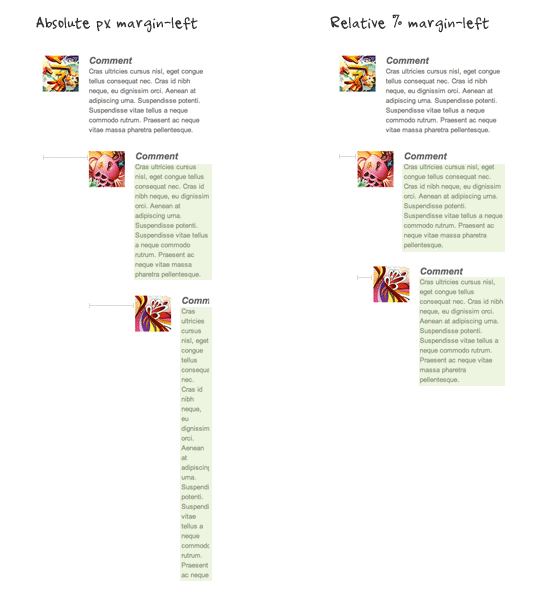 Absolute px margin-left
Comment
Cras ultricies cursus nisl, eget congue
tellus consequat nec. Cras id nibh
neque, eu dignissim orci. Aenean at
adipiscing urna. Suspendisse potenti.
Suspendisse vitae tellus a neque
commodo rutrum. Praesent ac neque
vitae massa pharetra pellentesque.
Comment
Cras ultricies cursus
nisl, eget congue tellus
consequat nec. Cras id
nibh neque, eu dignissim
orci. Aenean at
adipiscing urna.
Suspendisse potenti.
Suspendisse vitae tellus
a neque commodo
rutrum. Praesent ac
neque vitae massa
pharetra pellentesque.
Comm
Cras
ultricies
cursus
nisl, eget
congue
tellus
consequa
nec.
Cras id
nibh
neque,
eu
dignissim
orci.
Aenean
at
adipiscing
urna.
Suspendi
potenti.
Suspendi
vitae
tellus a
neque
commodo
rutrum.
Praesent
ac neque
Relative % margin-left
Comment
Cras ultricies cursus nisl, eget congue
tellus consequat nec. Cras id nibh
neque, eu dignissim orci. Aenean at
adipiscing urna. Suspendisse potenti.
Suspendisse vitae tellus a neque
commodo rutrum. Praesent ac neque
vitae massa pharetra pellentesque.
Comment
Cras ultricies cursus nisl, eget
congue tellus consequat nec.
Cras id nibh neque, eu dignissim
orci. Aenean at adipiscing urna.
Suspendisse potenti.
Suspendisse vitae tellus a neque
commodo rutrum. Praesent ac
neque vitae massa pharetra
pellentesque.
Comment
Cras ultricies cursus nisl,
eget congue tellus
consequat nec. Cras id nibh
neque, eu dignissim orci.
Aenean at adipiscing urna.
Suspendisse potenti.
Suspendisse vitae tellus a
neque commodo rutrum.
Praesent ac neque vitae
massa pharetra
pellentesque.